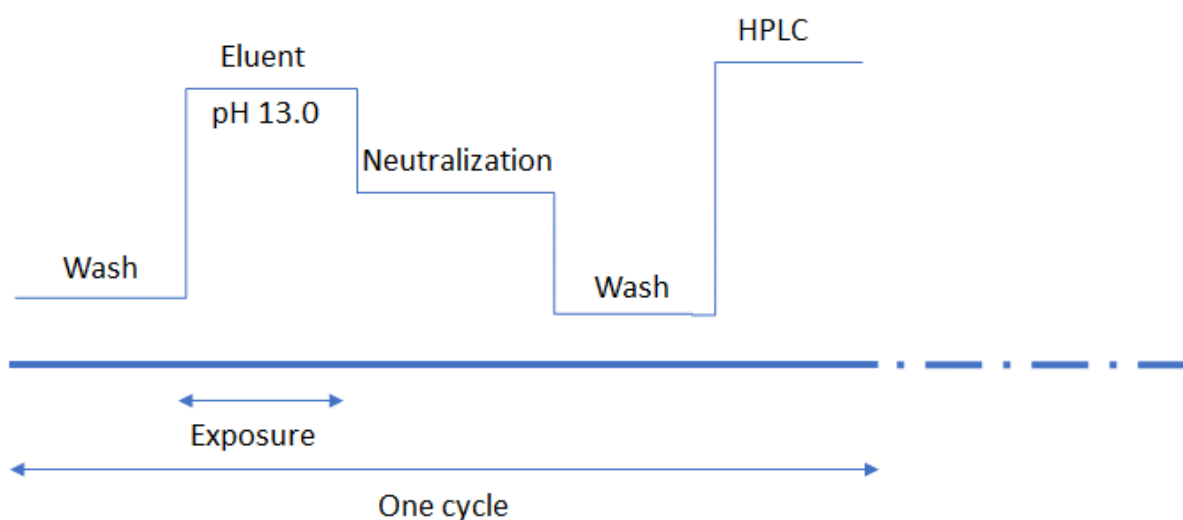 HPLC
Eluent
pH 13.0
Neutralization
Wash
Wash
Exposure
One cycle